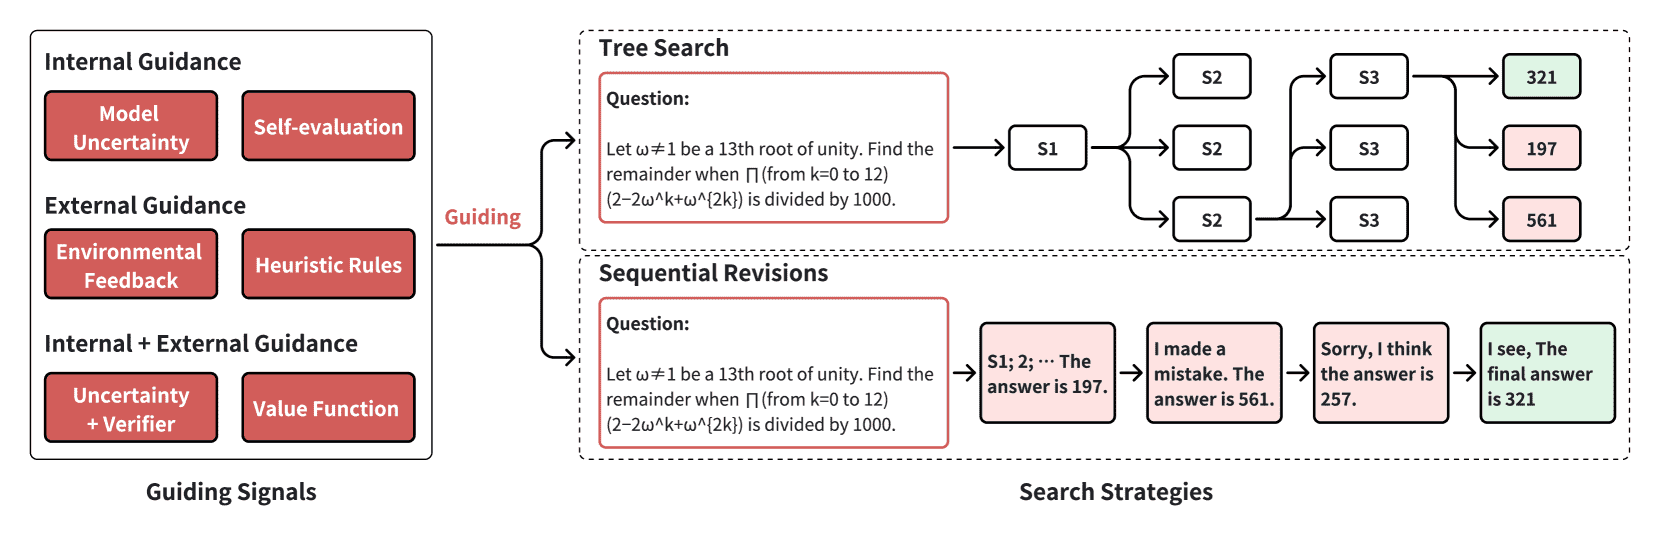 Internal Guidance
Model
Uncertainty
Self-evaluation
External Guidance
Environmental
Feedback
Heuristic Rules
Internal + External Guidance
Uncertainty
+ Verifier
Value Function
Guiding Signals
Guiding
Tree Search
Question:
Let ω≠1 be a 13th root of unity. Find the
remainder when ∏(from k=0 to 12)
(2−2ω^k+ω^{2k}) is divided by 1000.
S1
S2
S2
S2
S3
S3
S3
321
197
561
Sequential Revisions
Question:
Let ω≠1 be a 13th root of unity. Find the
remainder when ∏(from k=0 to 12)
(2−2ω^k+ω^{2k}) is divided by 1000.
S1; 2; ··· The
answer is 197.
I made a
mistake. The
answer is 561.
Sorry, I think
the answer is
257.
I see, The
final answer
is 321
Search Strategies